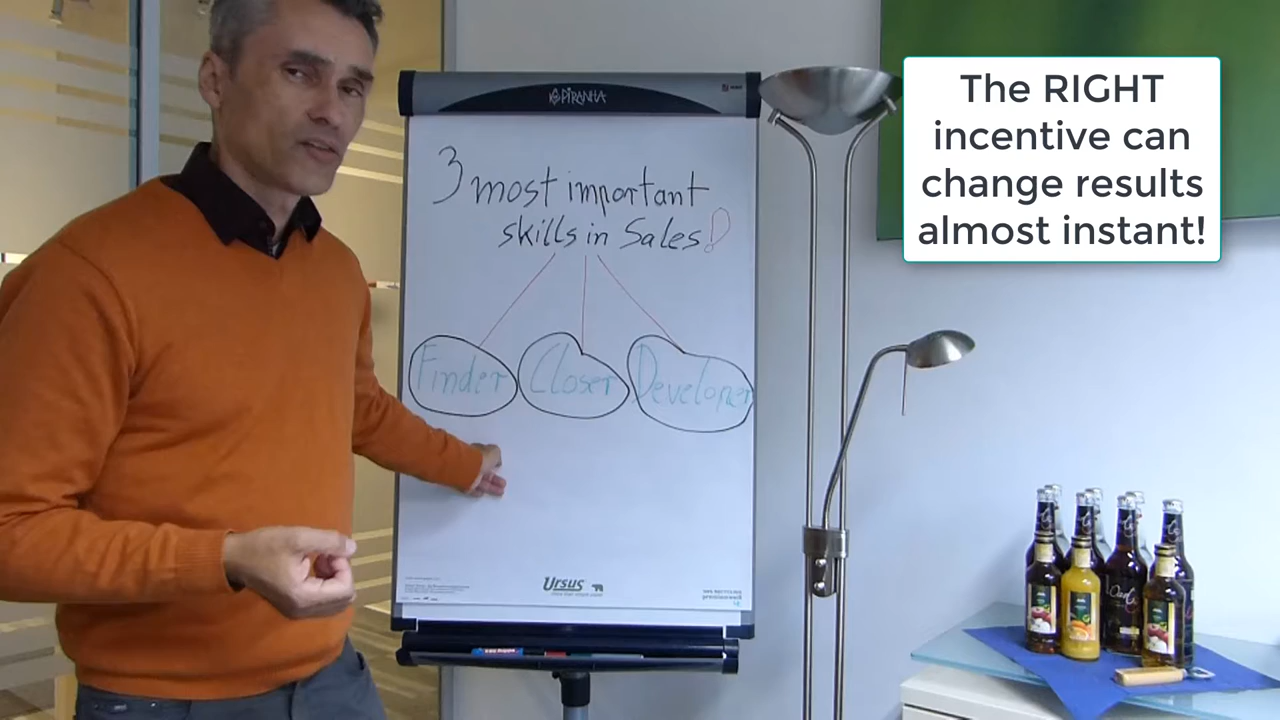 PIRANHA
The RIGHT
incentive can
change results
almost instant!
3 most important
skills in Sales!
Finder Closer Developer
Ursus